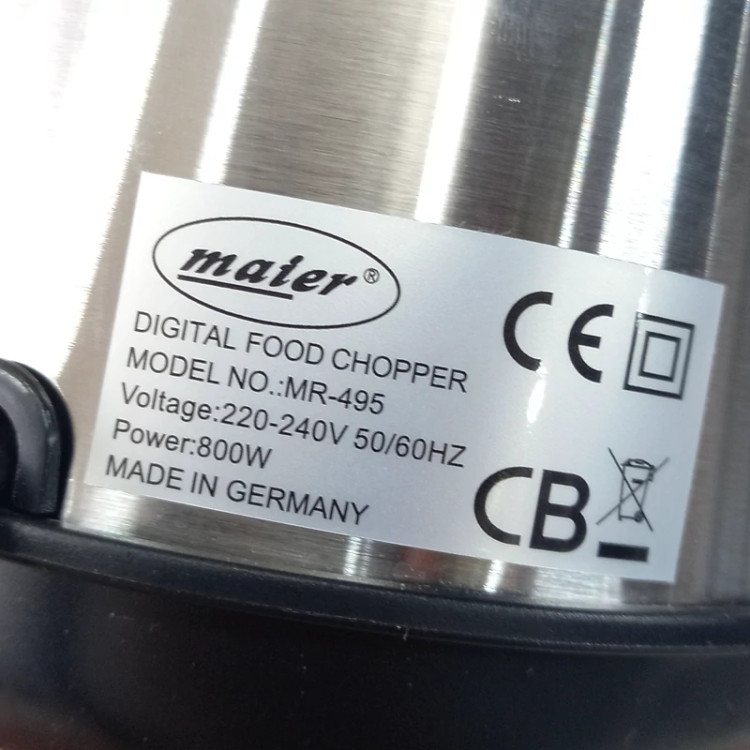 maier®
DIGITAL FOOD CHOPPER
MODEL NO.:MR-495
Voltage:220-240V 50/60HZ
Power:800W
MADE IN GERMANY
CE
CB